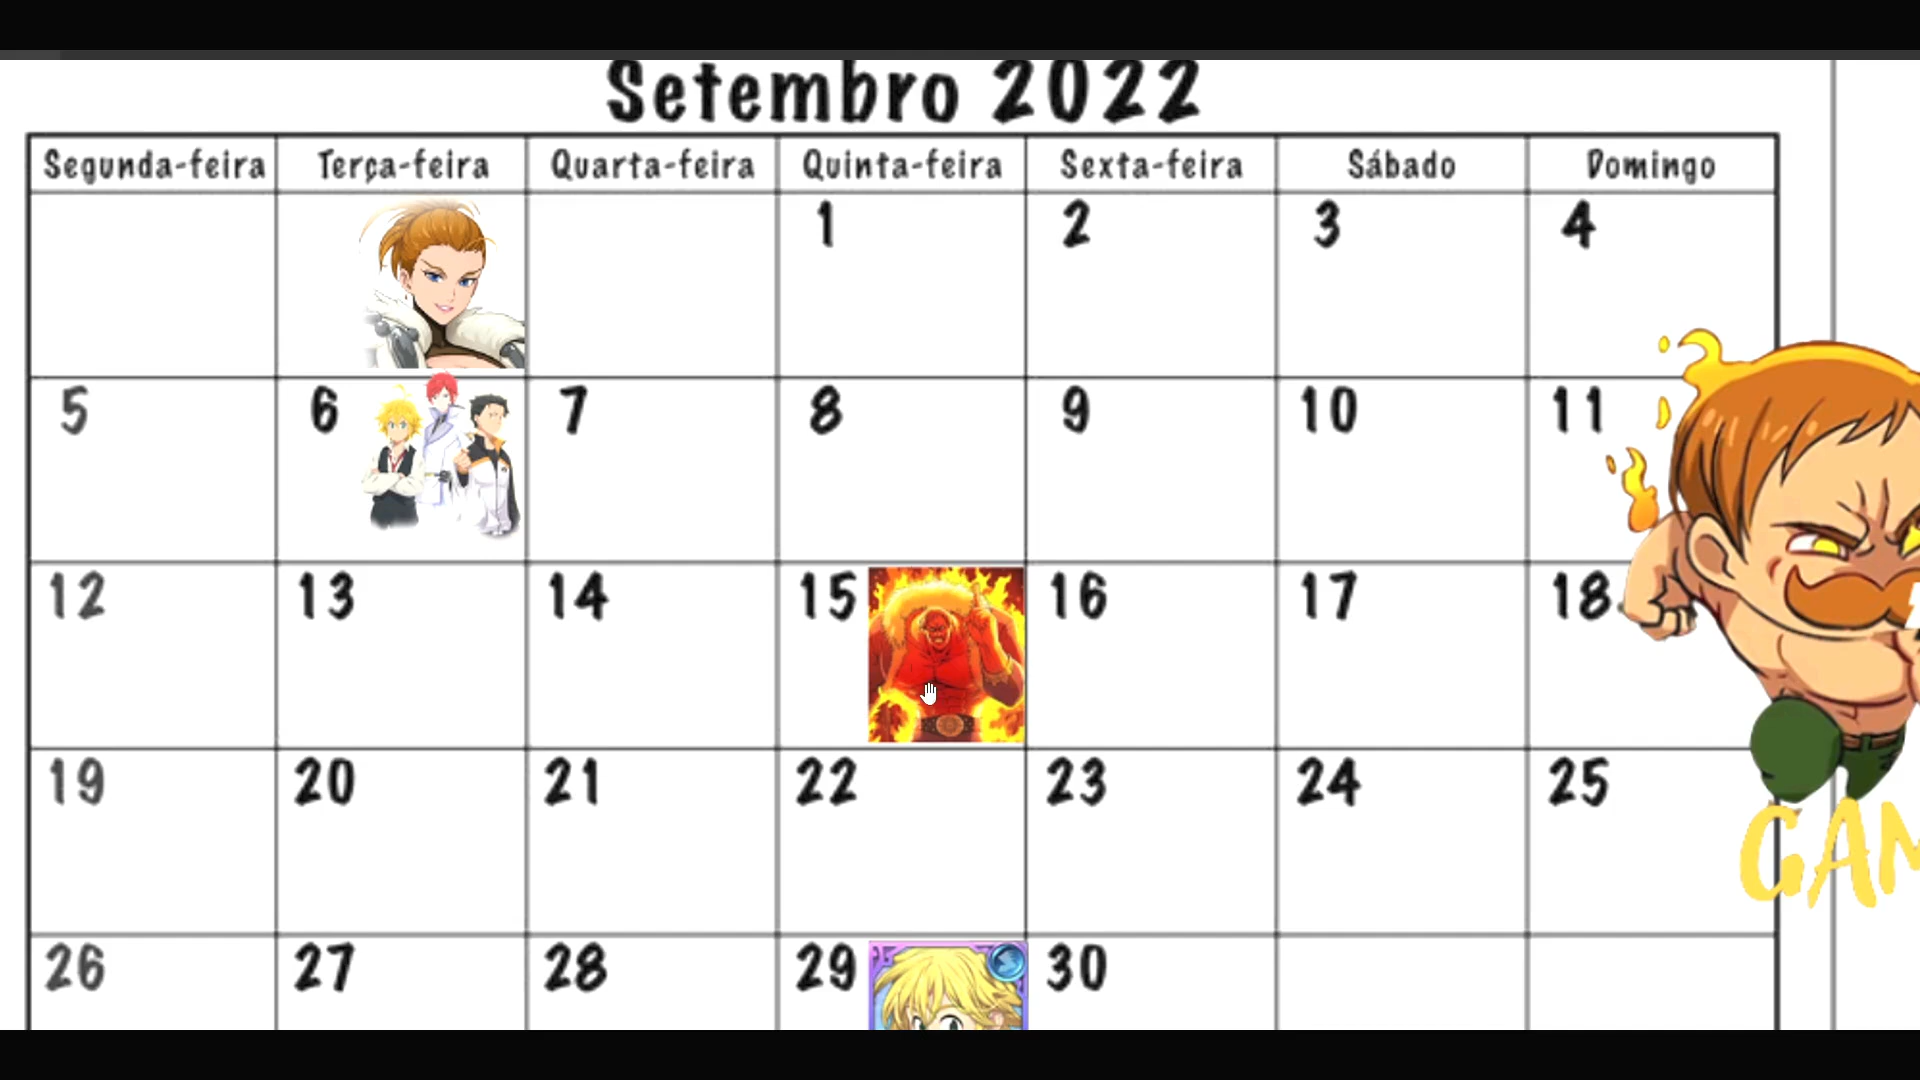 Setembro 2022
Segunda-feira Terça-feira Quarta-feira Quinta-feira Sexta-feira Sábado Domingo
1 2 3 4
5 6 7 8 9 10 11
12 13 14 15 16 17 18
19 20 21 22 23 24 25
GAM
26 27 28 29 30